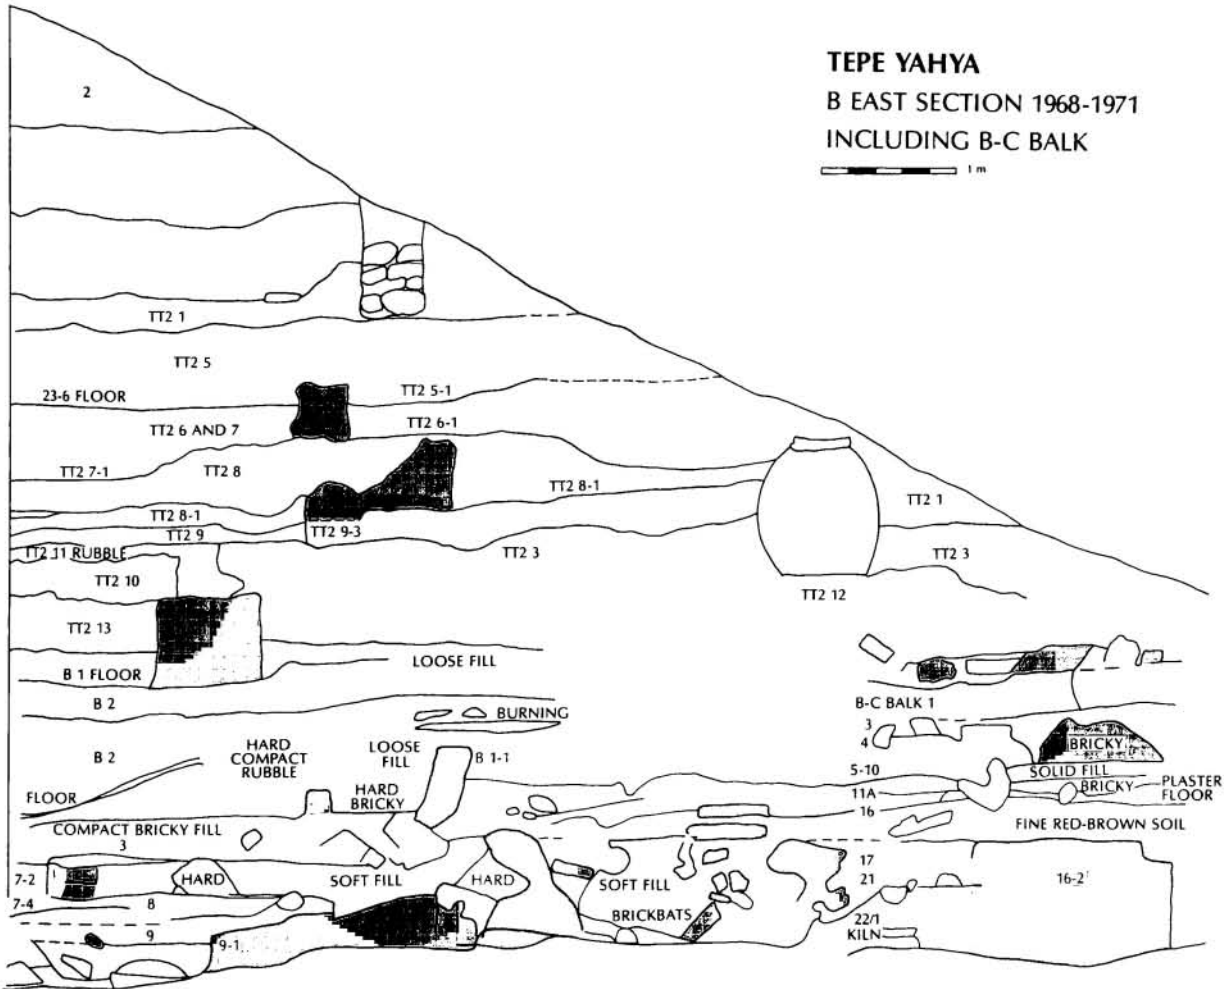 TEPE YAHYA
B EAST SECTION 1968-1971
INCLUDING B-C BALK
1 m
2
TT2 1
TT2 5
23-6 FLOOR
TT2 5-1
TT2 6 AND 7
TT2 6-1
TT2 7-1
TT2 8
TT2 8-1
TT2 1
TT2 8-1
TT2 9
TT2 9-3
TT2 3
TT2 3
TT2 11 RUBBLE
TT2 10
TT2 12
TT2 13
B 1 FLOOR
LOOSE FILL
B 2
B-C BALK 1
BURNING
3
4
BRICKY
B 2
HARD
COMPACT
RUBBLE
LOOSE
FILL
B 1-1
5-10
SOLID FILL
HARD
BRICKY
11A
BRICKY
PLASTER
FLOOR
FLOOR
16
COMPACT BRICKY FILL
FINE RED-BROWN SOIL
3
7-2
HARD
SOFT FILL
HARD
SOFT FILL
17
21
16-2
7-4
8
BRICKBATS
22/1
KILN
9
9-1